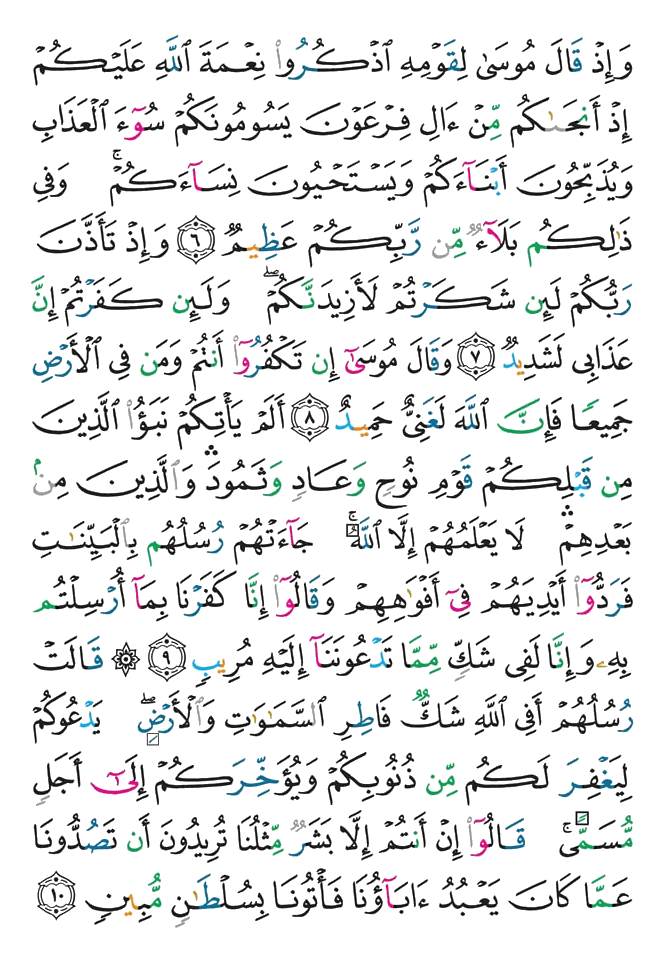 وَإِذْ قَالَ مُوسَىٰ لِقَوْمِهِ ٱذْكُرُوا۟ نِعْمَةَ ٱللَّهِ عَلَيْكُمْ
إِذْ أَنجَىٰكُم مِّنْ ءَالِ فِرْعَوْنَ يَسُومُونَكُمْ سُوٓءَ ٱلْعَذَابِ
وَيُذَبِّحُونَ أَبْنَآءَكُمْ وَيَسْتَحْيُونَ نِسَآءَكُمْ ۚ وَفِى
ذَٰلِكُم بَلَآءٌ مِّن رَّبِّكُمْ عَظِيمٌ ٦ وَإِذْ تَأَذَّنَ
رَبُّكُمْ لَئِن شَكَرْتُمْ لَأَزِيدَنَّكُمْ ۖ وَلَئِن كَفَرْتُمْ إِنَّ
عَذَابِى لَشَدِيدٌ ٧ وَقَالَ مُوسَىٰٓ إِن تَكْفُرُوٓا۟ أَنتُمْ وَمَن فِى ٱلْأَرْضِ
جَمِيعًا فَإِنَّ ٱللَّهَ لَغَنِىٌّ حَمِيدٌ ٨ أَلَمْ يَأْتِكُمْ نَبَؤُا۟ ٱلَّذِينَ
مِن قَبْلِكُمْ قَوْمِ نُوحٍ وَعَادٍ وَثَمُودَ ۛ وَٱلَّذِينَ مِنۢ
بَعْدِهِمْ ۛ لَا يَعْلَمُهُمْ إِلَّا ٱللَّهُ ۚ جَآءَتْهُمْ رُسُلُهُم بِٱلْبَيِّنَٰتِ
فَرَدُّوٓا۟ أَيْدِيَهُمْ فِىٓ أَفْوَٰهِهِمْ وَقَالُوٓا۟ إِنَّا كَفَرْنَا بِمَآ أُرْسِلْتُم
بِهِۦ وَإِنَّا لَفِى شَكٍّ مِّمَّا تَدْعُونَنَآ إِلَيْهِ مُرِيبٍ ٩ ۞ قَالَتْ
رُسُلُهُمْ أَفِى ٱللَّهِ شَكٌّ فَاطِرِ ٱلسَّمَٰوَٰتِ وَٱلْأَرْضِ ۖ يَدْعُوكُمْ
لِيَغْفِرَ لَكُم مِّن ذُنُوبِكُمْ وَيُؤَخِّرَكُمْ إِلَىٰٓ أَجَلٍ
مُّسَمًّى ۚ قَالُوٓا۟ إِنْ أَنتُمْ إِلَّا بَشَرٌ مِّثْلُنَا تُرِيدُونَ أَن تَصُدُّونَا
عَمَّا كَانَ يَعْبُدُ ءَابَآؤُنَا فَأْتُونَا بِسُلْطَٰنٍ مُّبِينٍ ١٠